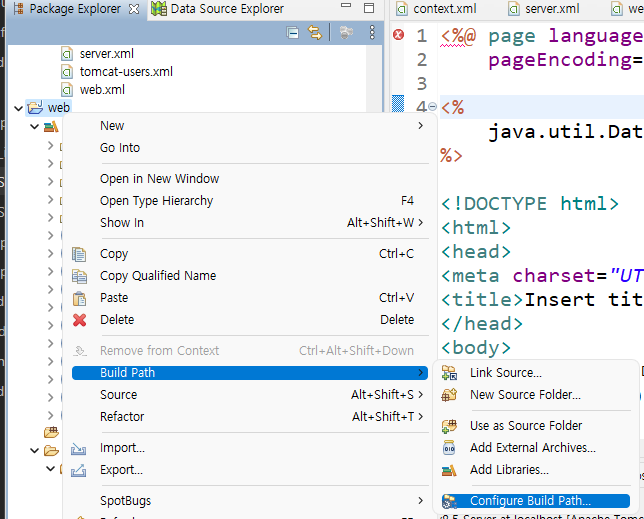 Package Explorer
Data Source Explorer
context.xml
server.xml
server.xml
tomcat-users.xml
web.xml
web
New
Go Into
Open in New Window
Open Type Hierarchy F4
Show In Alt+Shift+W
Copy Ctrl+C
Copy Qualified Name
Paste Ctrl+V
Delete Delete
Remove from Context Ctrl+Alt+Shift+Down
Build Path
Source Alt+Shift+S
Refactor Alt+Shift+T
Import...
Export...
SpotBugs
Link Source...
New Source Folder...
Use as Source Folder
Add External Archives...
Add Libraries...
Configure Build Path...
1 <%@ page language
2 pageEncoding=
3
4 <%
java.util.Dat
%>
<!DOCTYPE html>
<html>
<head>
<meta charset="UT
<title>Insert tit
</head>
<body>